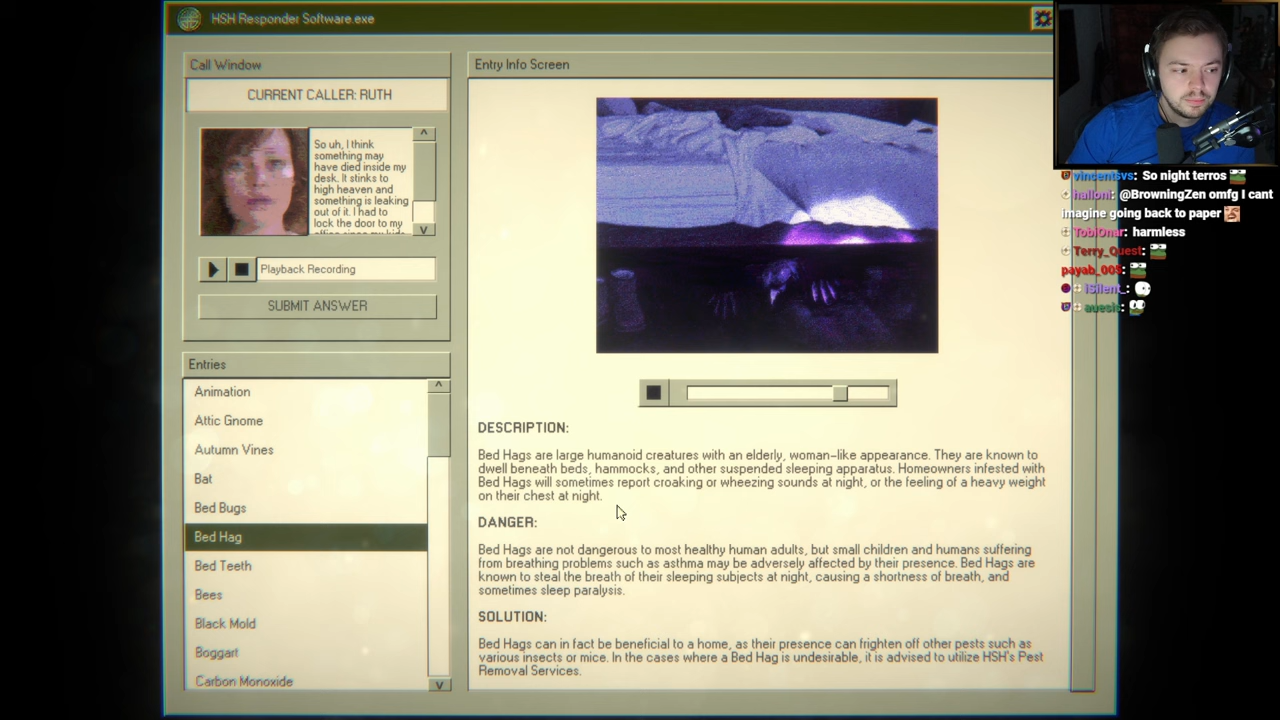 HSH Responder Software.exe
Call Window
CURRENT CALLER: RUTH
So uh, I think
something may
have died inside my
desk. It stinks to
high heaven and
something is leaking
out of it. I had to
lock the door to my
Playback Recording
SUBMIT ANSWER
Entries
Animation
Attic Gnome
Autumn Vines
Bat
Bed Bugs
Bed Hag
Bed Teeth
Bees
Black Mold
Boggart
Carbon Monoxide
Entry Info Screen
DESCRIPTION:
Bed Hags are large humanoid creatures with an elderly, woman-like appearance. They are known to
dwell beneath beds, hammocks, and other suspended sleeping apparatus. Homeowners infested with
Bed Hags will sometimes report croaking or wheezing sounds at night, or the feeling of a heavy weight
on their chest at night.
DANGER:
Bed Hags are not dangerous to most healthy human adults, but small children and humans suffering
from breathing problems such as asthma may be adversely affected by their presence. Bed Hags are
known to steal the breath of their sleeping subjects at night, causing a shortness of breath, and
sometimes sleep paralysis.
SOLUTION:
Bed Hags can in fact be beneficial to a home, as their presence can frighten off other pests such as
various insects or mice. In the cases where a Bed Hag is undesirable, it is advised to utilize HSH's Pest
Removal Services.
vincentsvs: So night terros
halloni: @BrowningZen omfg I cant
imagine going back to paper
TobiOnar: harmless
Terry_Quest:
payab_005:
iSilent_:
auesh: